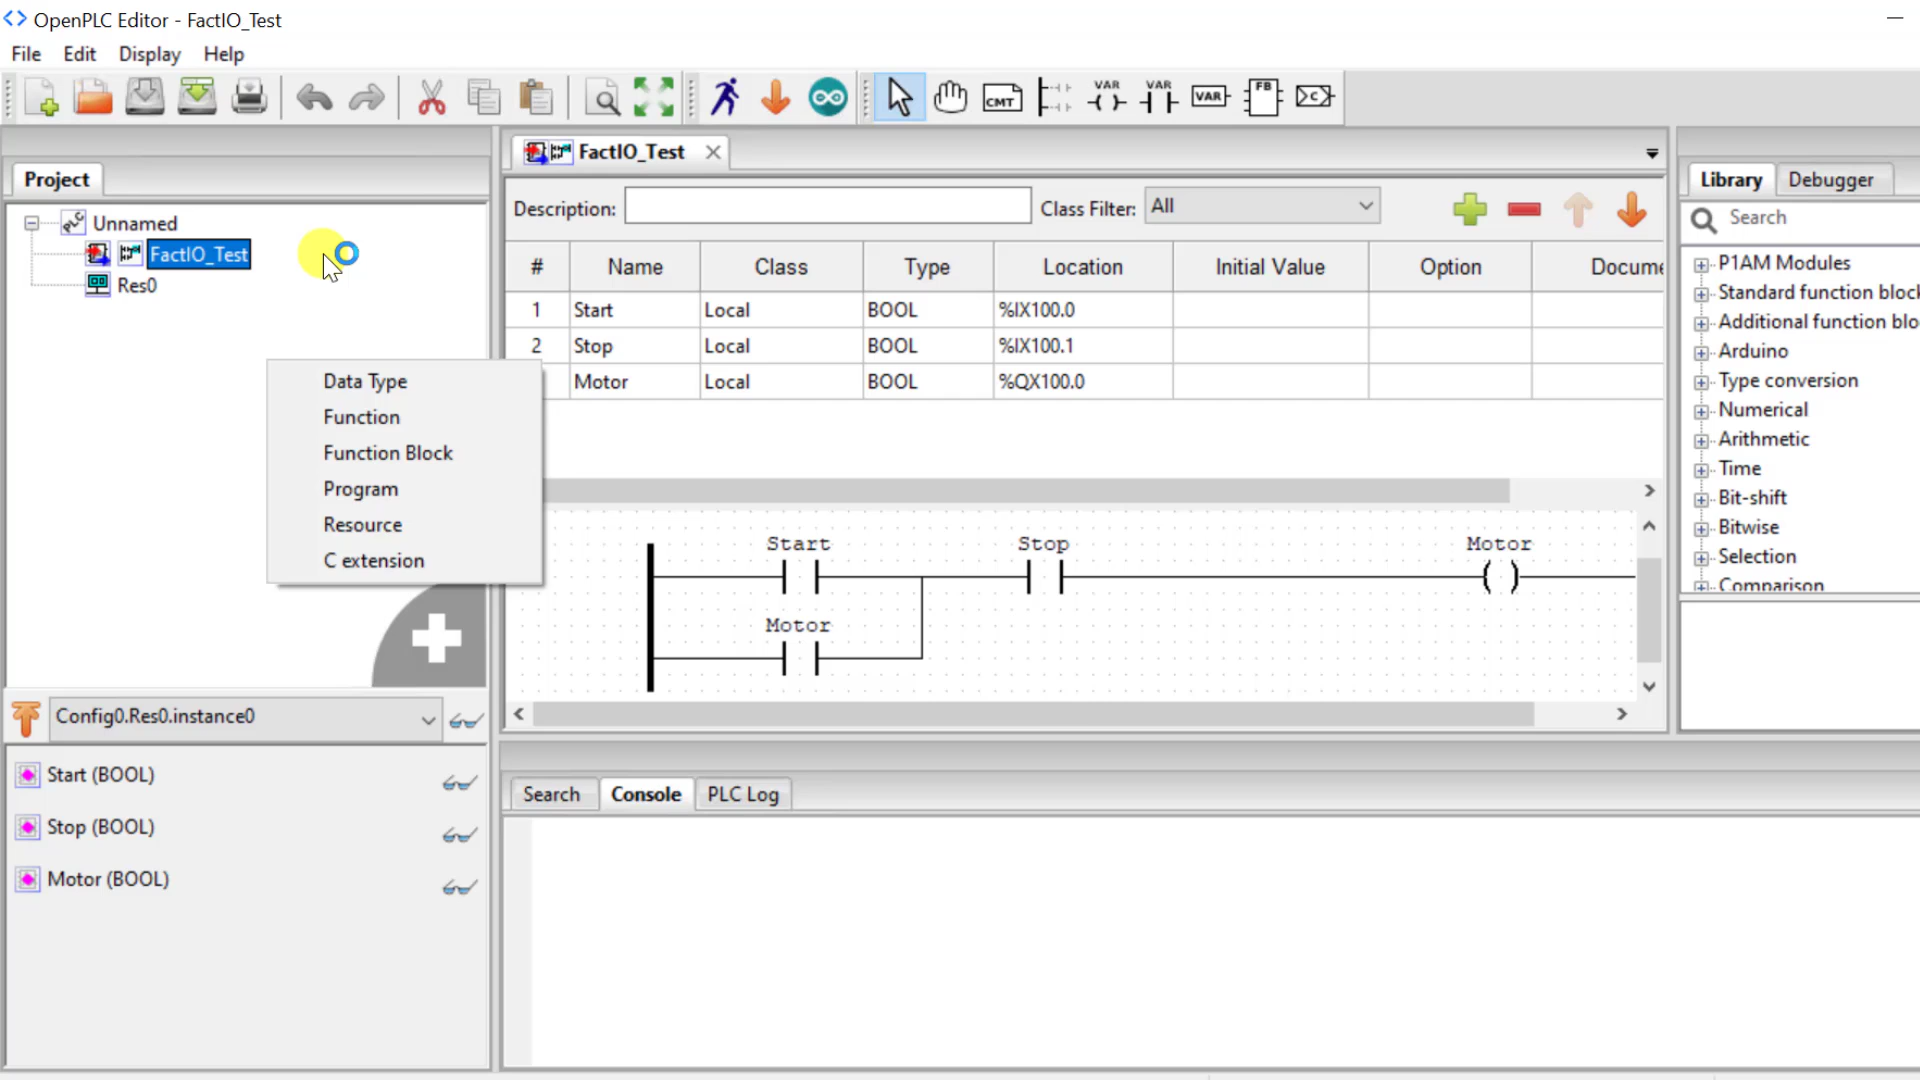 OpenPLC Editor - FactIO_Test
File Edit Display Help
CMT VAR VAR VAR FB C
Project
Unnamed
FactIO_Test
Res0
Data Type
Function
Function Block
Program
Resource
C extension
Config0.Res0.instance0
Start (BOOL)
Stop (BOOL)
Motor (BOOL)
FactIO_Test
Description: Class Filter: All
# Name Class Type Location Initial Value Option Docume
1 Start Local BOOL %IX100.0
2 Stop Local BOOL %IX100.1
Motor Local BOOL %QX100.0
Start Stop Motor
Motor
Search Console PLC Log
Library Debugger
Search
P1AM Modules
Standard function block
Additional function blo
Arduino
Type conversion
Numerical
Arithmetic
Time
Bit-shift
Bitwise
Selection
Comparison